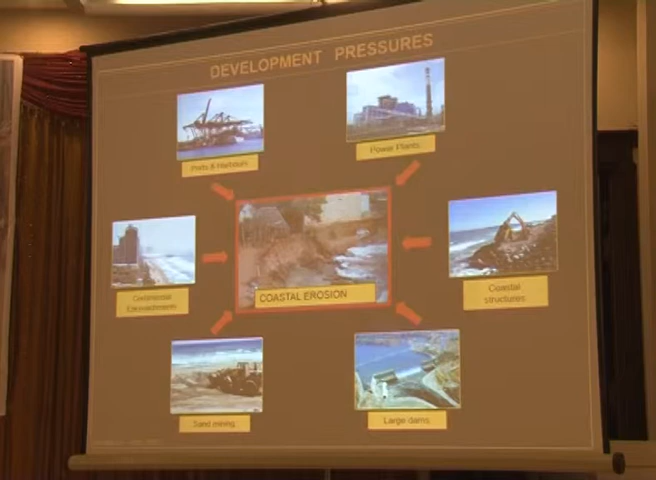 DEVELOPMENT PRESSURES
Ports & Harbours
Power Plants
COASTAL EROSION
Coastal
structures
Sand mining
Large dams